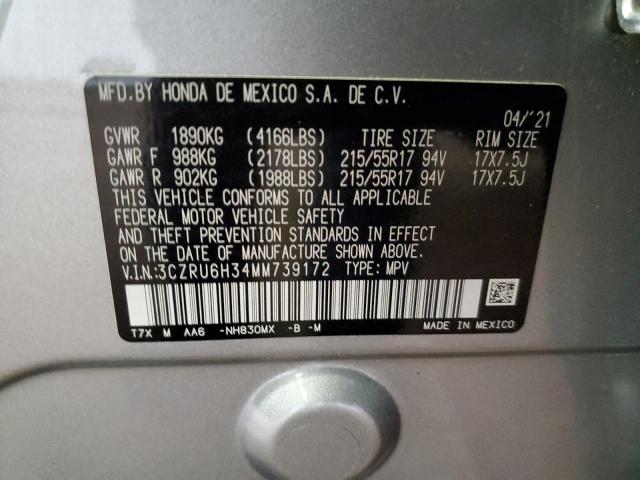 MFD.BY HONDA DE MEXICO S.A. DE C.V.
04/'21
GVWR 1890KG (4166LBS) TIRE SIZE RIM SIZE
GAWR F 988KG (2178LBS) 215/55R17 94V 17X7.5J
GAWR R 902KG (1988LBS) 215/55R17 94V 17X7.5J
THIS VEHICLE CONFORMS TO ALL APPLICABLE
FEDERAL MOTOR VEHICLE SAFETY
AND THEFT PREVENTION STANDARDS IN EFFECT
ON THE DATE OF MANUFACTURE SHOWN ABOVE.
V.I.N.:3CZRU6H34MM739172 TYPE: MPV
T7X M AA6 -NH830MX -B -M MADE IN MEXICO